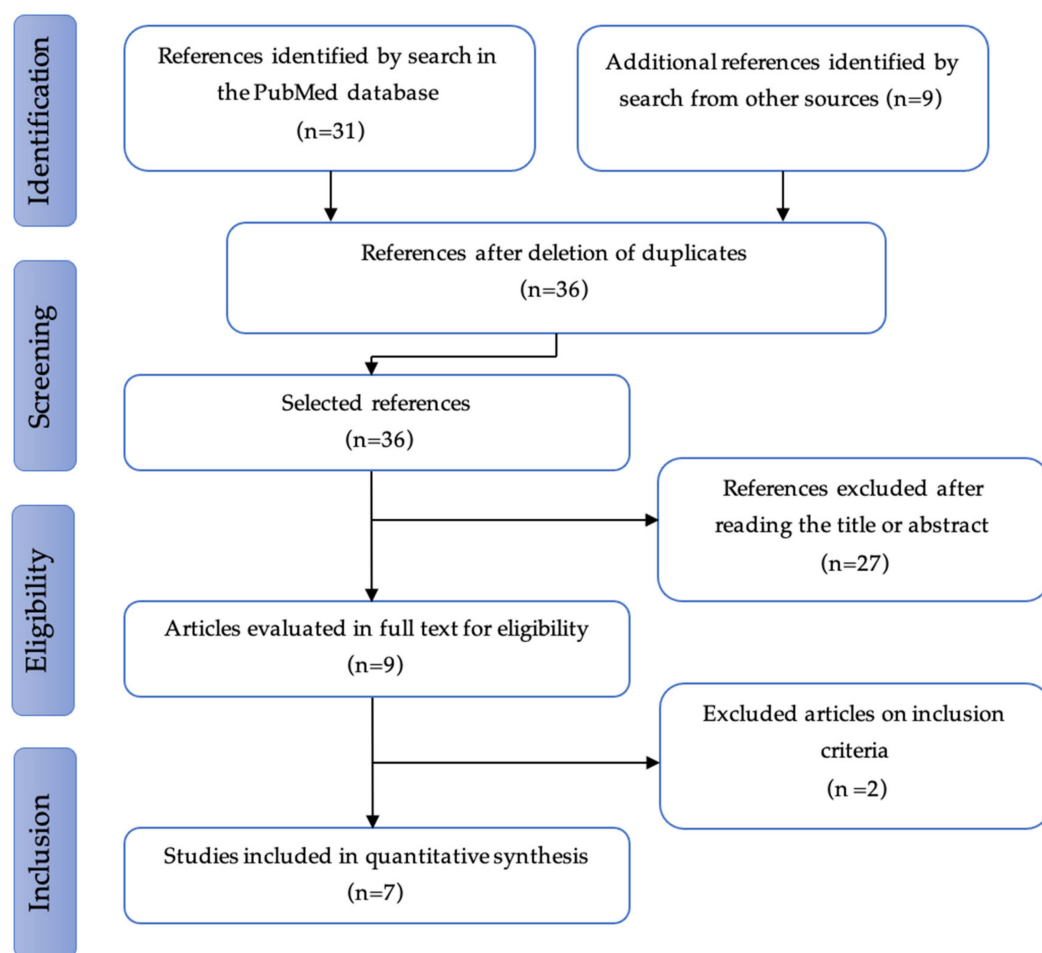 Identification
References identified by search in
the PubMed database
(n=31)
Additional references identified by
search from other sources (n=9)
References after deletion of duplicates
(n=36)
Screening
Selected references
(n=36)
References excluded after
reading the title or abstract
(n=27)
Eligibility
Articles evaluated in full text for eligibility
(n=9)
Excluded articles on inclusion
criteria
(n =2)
Inclusion
Studies included in quantitative synthesis
(n=7)